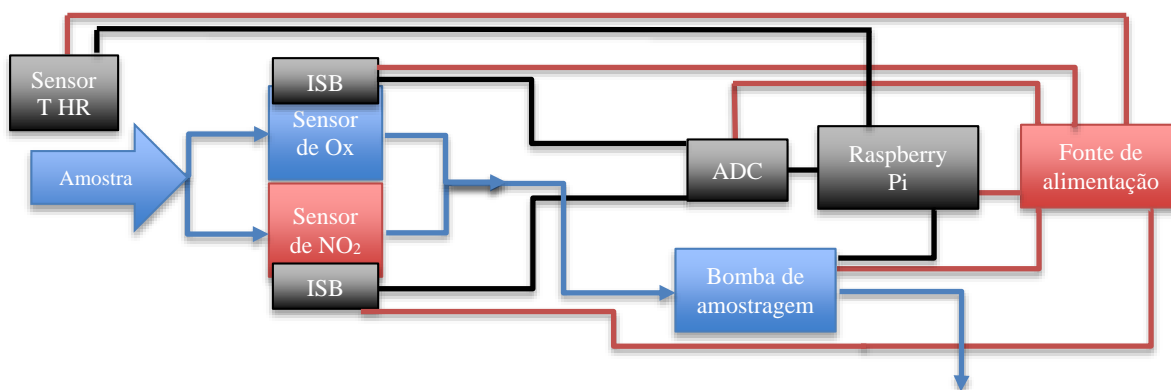 Sensor
T HR
ISB
Sensor
de Ox
Amostra
Sensor
de NO₂
ISB
ADC
Raspberry
Pi
Fonte de
alimentação
Bomba de
amostragem